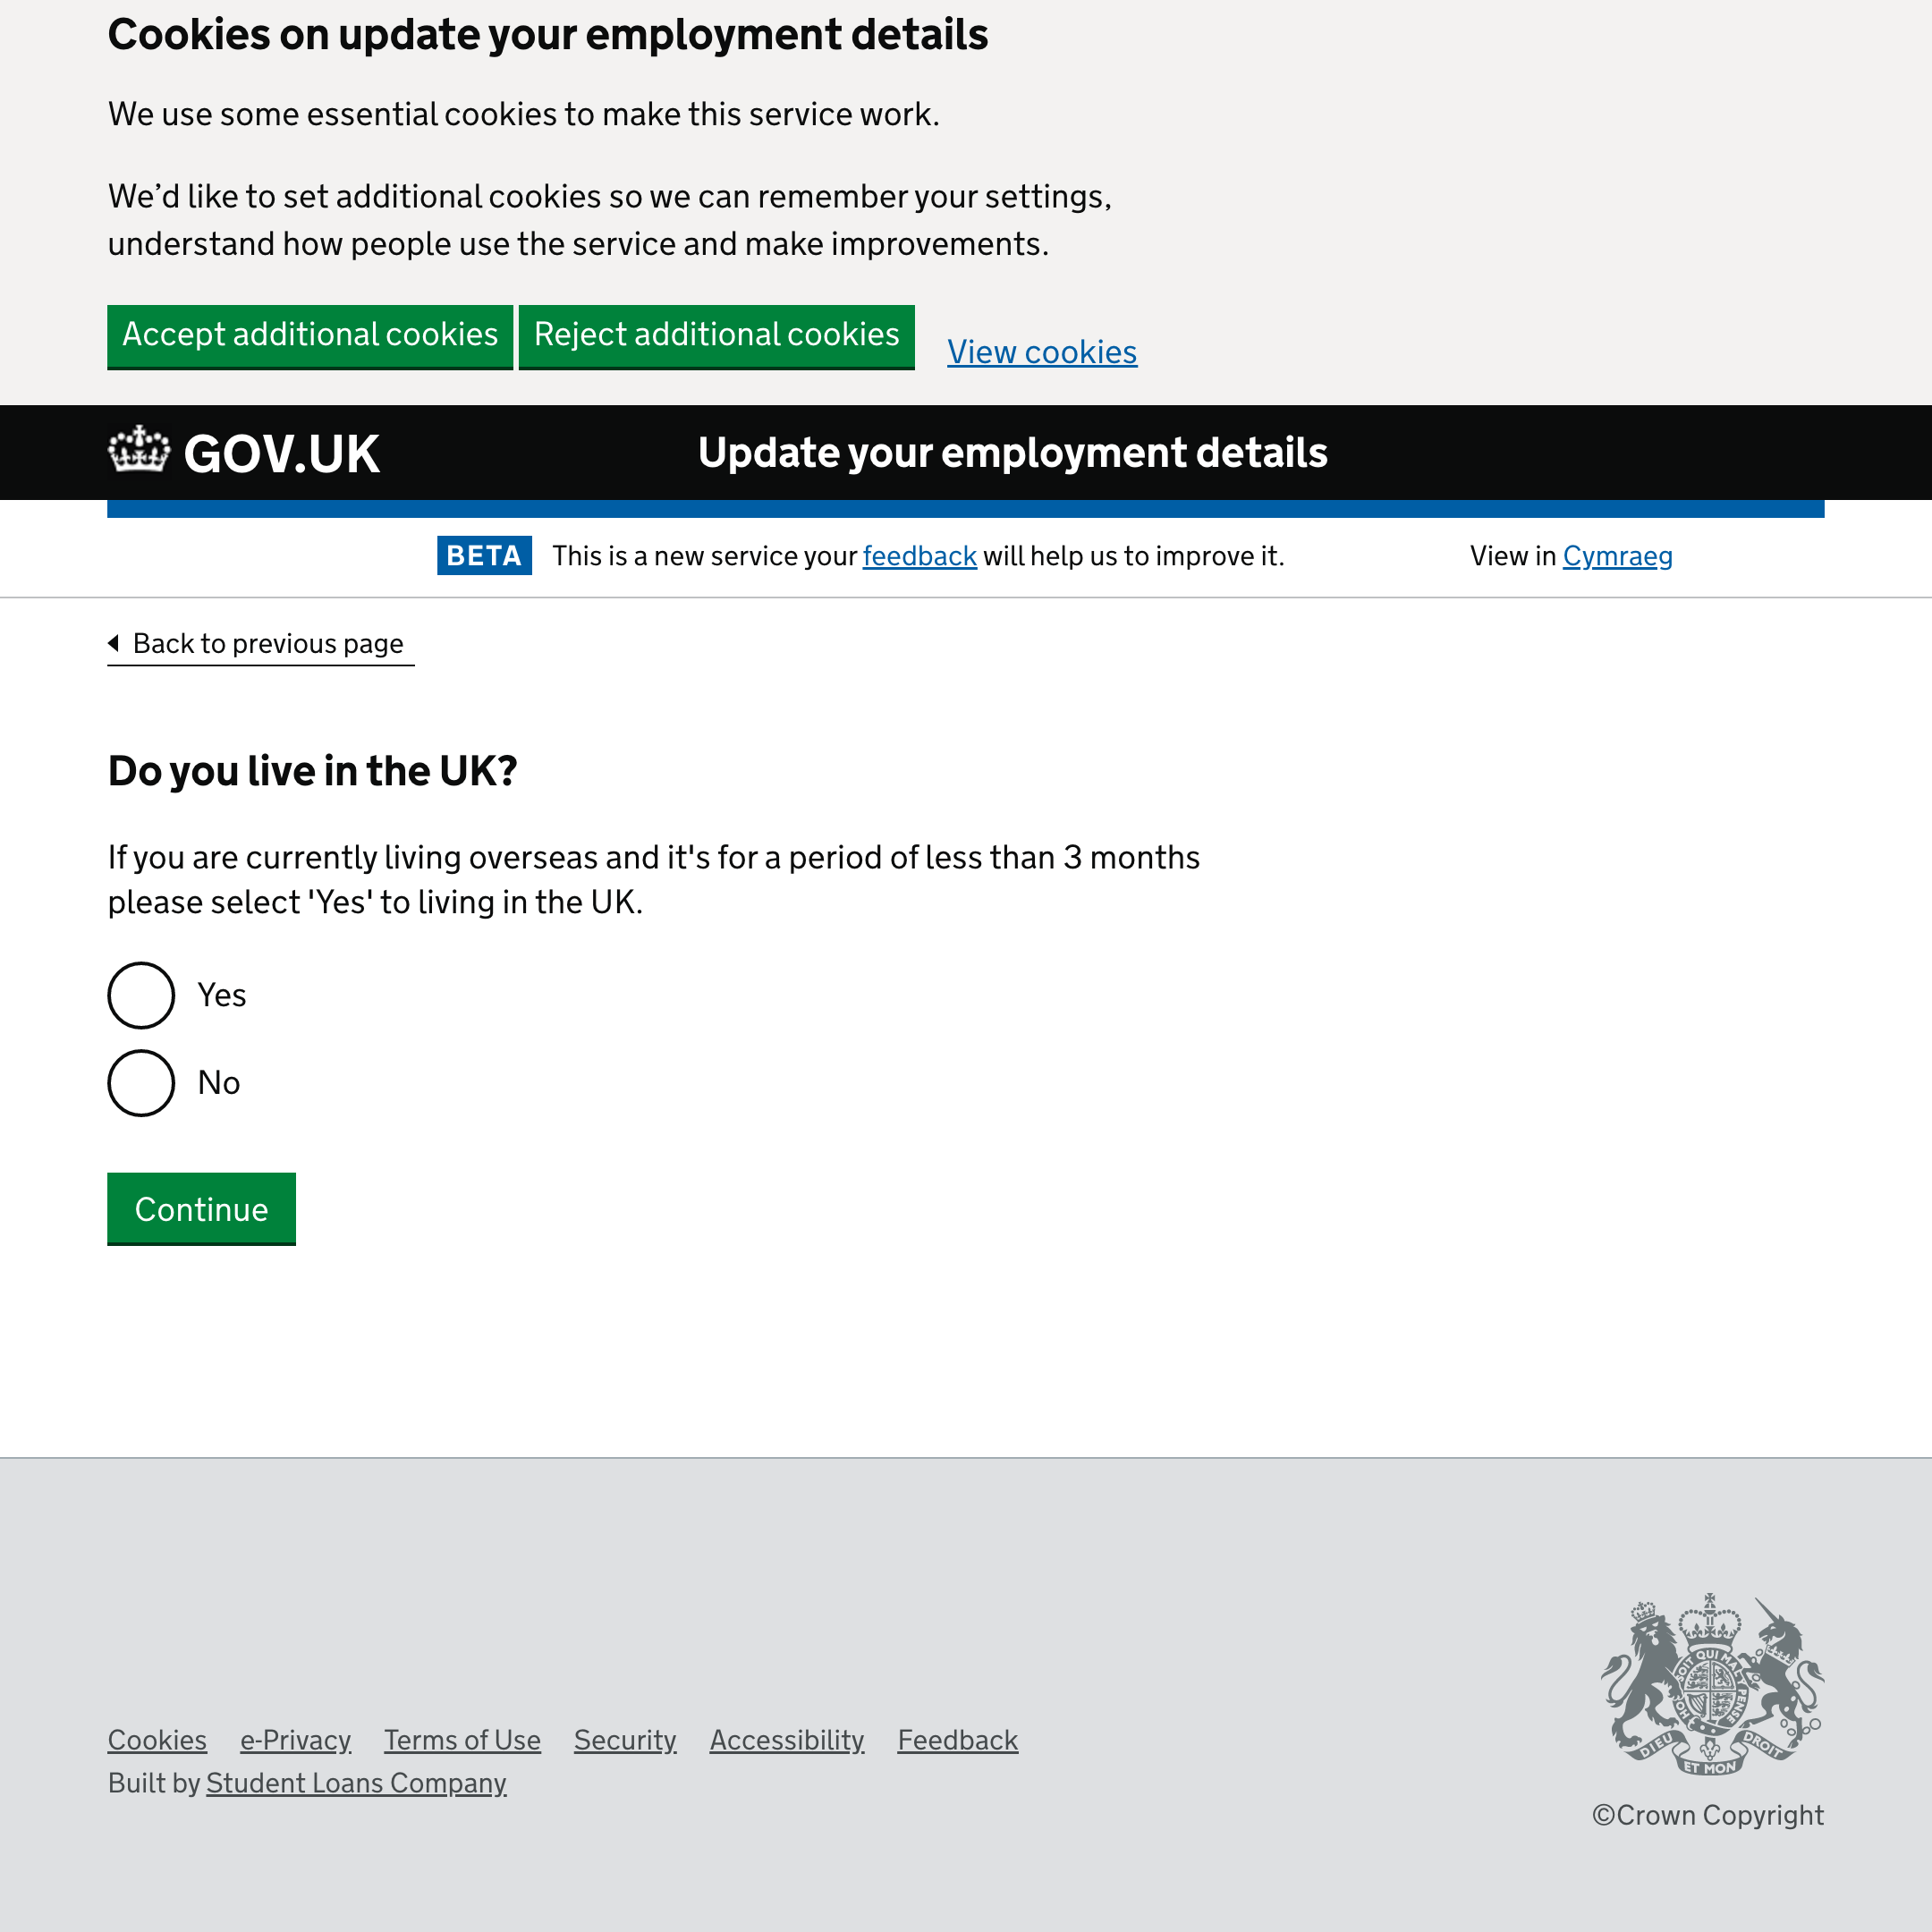 Cookies on update your employment details
We use some essential cookies to make this service work.
We’d like to set additional cookies so we can remember your settings,
understand how people use the service and make improvements.
Accept additional cookies Reject additional cookies View cookies
GOV.UK Update your employment details
BETA This is a new service your feedback will help us to improve it. View in Cymraeg
Back to previous page
Do you live in the UK?
If you are currently living overseas and it's for a period of less than 3 months
please select 'Yes' to living in the UK.
Yes
No
Continue
SOIT QUI MAL
PENSE
HON
DIEU ET MON DROIT
Cookies e-Privacy Terms of Use Security Accessibility Feedback
Built by Student Loans Company
©Crown Copyright